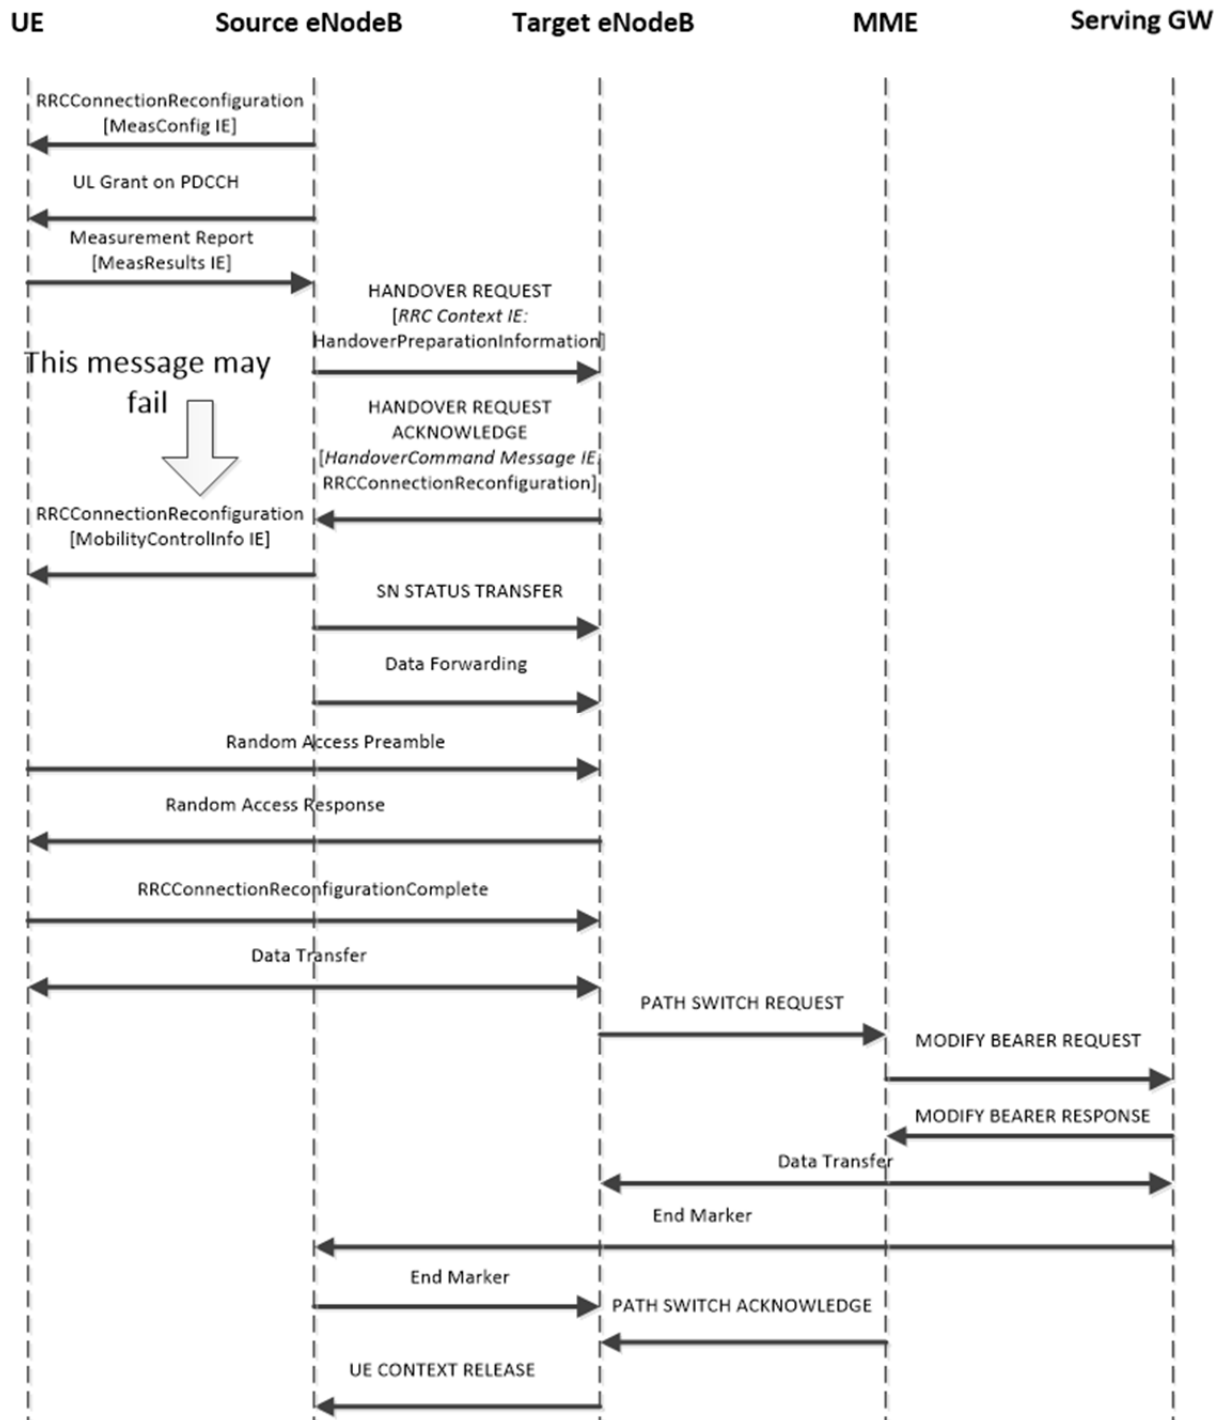 UE Source eNodeB Target eNodeB MME Serving GW
RRCConnectionReconfiguration
[MeasConfig IE]
UL Grant on PDCCH
Measurement Report
[MeasResults IE]
HANDOVER REQUEST
[RRC Context IE:
HandoverPreparationInformation]
This message may
fail
HANDOVER REQUEST
ACKNOWLEDGE
[HandoverCommand Message IE:
RRCConnectionReconfiguration]
RRCConnectionReconfiguration
[MobilityControlInfo IE]
SN STATUS TRANSFER
Data Forwarding
Random Access Preamble
Random Access Response
RRCConnectionReconfigurationComplete
Data Transfer
PATH SWITCH REQUEST
MODIFY BEARER REQUEST
MODIFY BEARER RESPONSE
Data Transfer
End Marker
End Marker
PATH SWITCH ACKNOWLEDGE
UE CONTEXT RELEASE